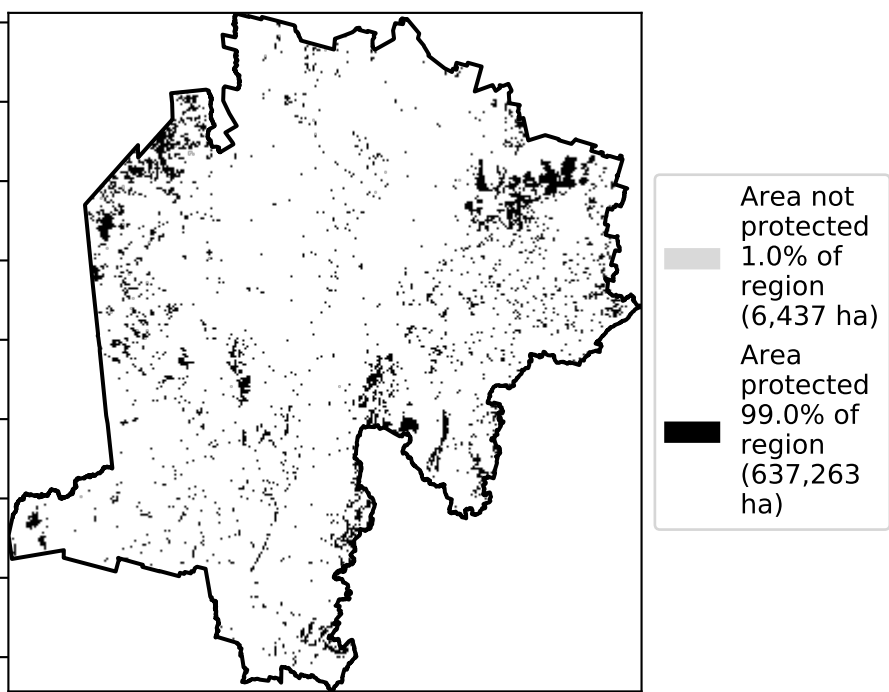 Area not
protected
1.0% of
region
(6,437 ha)
Area
protected
99.0% of
region
(637,263
ha)